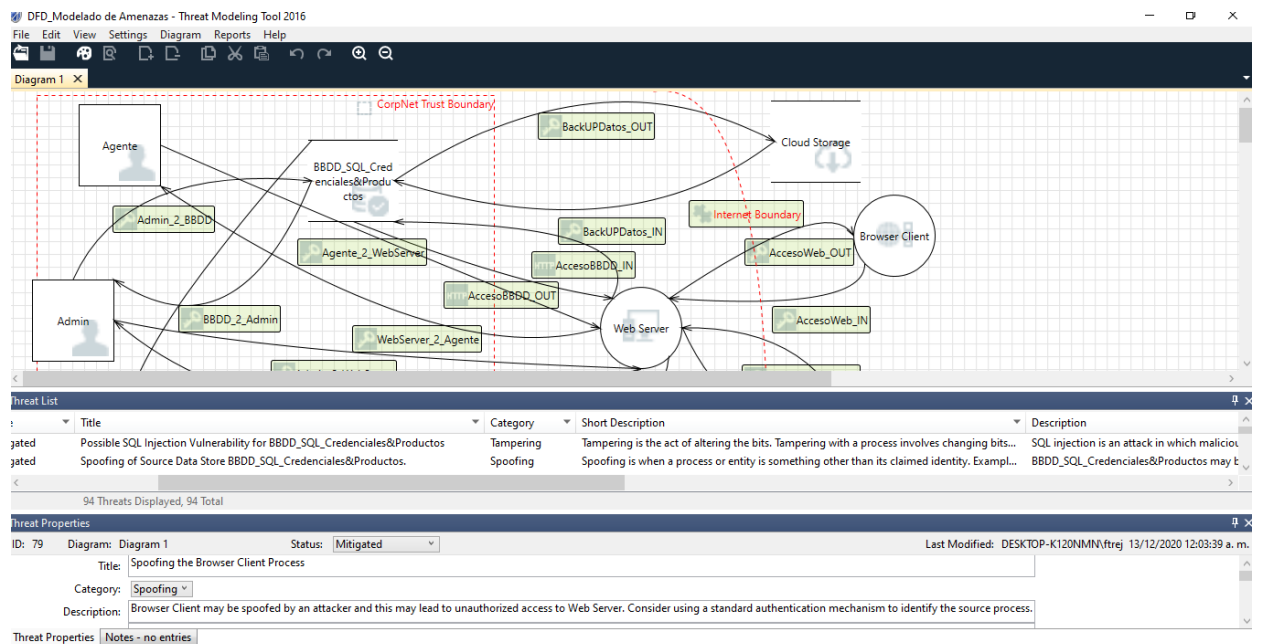 DFD_Modelado de Amenazas - Threat Modeling Tool 2016
File Edit View Settings Diagram Reports Help
Diagram 1
CorpNet Trust Boundary
Agente
BackUPDatos_OUT
Cloud Storage
BBDD_SQL_Cred
enciales&Produ
ctos
Admin_2_BBDD
Internet Boundary
BackUPDatos_IN
Browser Client
Agente_2_WebServer
AccesoWeb_OUT
AccesoBBDD_IN
AccesoBBDD_OUT
Admin
BBDD_2_Admin
Web Server
AccesoWeb_IN
WebServer_2_Agente
Threat List
Title Category Short Description Description
gated Possible SQL Injection Vulnerability for BBDD_SQL_Credenciales&Productos Tampering Tampering is the act of altering the bits. Tampering with a process involves changing bits... SQL injection is an attack in which maliciou
gated Spoofing of Source Data Store BBDD_SQL_Credenciales&Productos. Spoofing Spoofing is when a process or entity is something other than its claimed identity. Exampl... BBDD_SQL_Credenciales&Productos may b
94 Threats Displayed, 94 Total
Threat Properties
ID: 79 Diagram: Diagram 1 Status: Mitigated Last Modified: DESKTOP-K120NMN\ftrej 13/12/2020 12:03:39 a. m.
Title: Spoofing the Browser Client Process
Category: Spoofing
Description: Browser Client may be spoofed by an attacker and this may lead to unauthorized access to Web Server. Consider using a standard authentication mechanism to identify the source process.
Threat Properties Notes - no entries